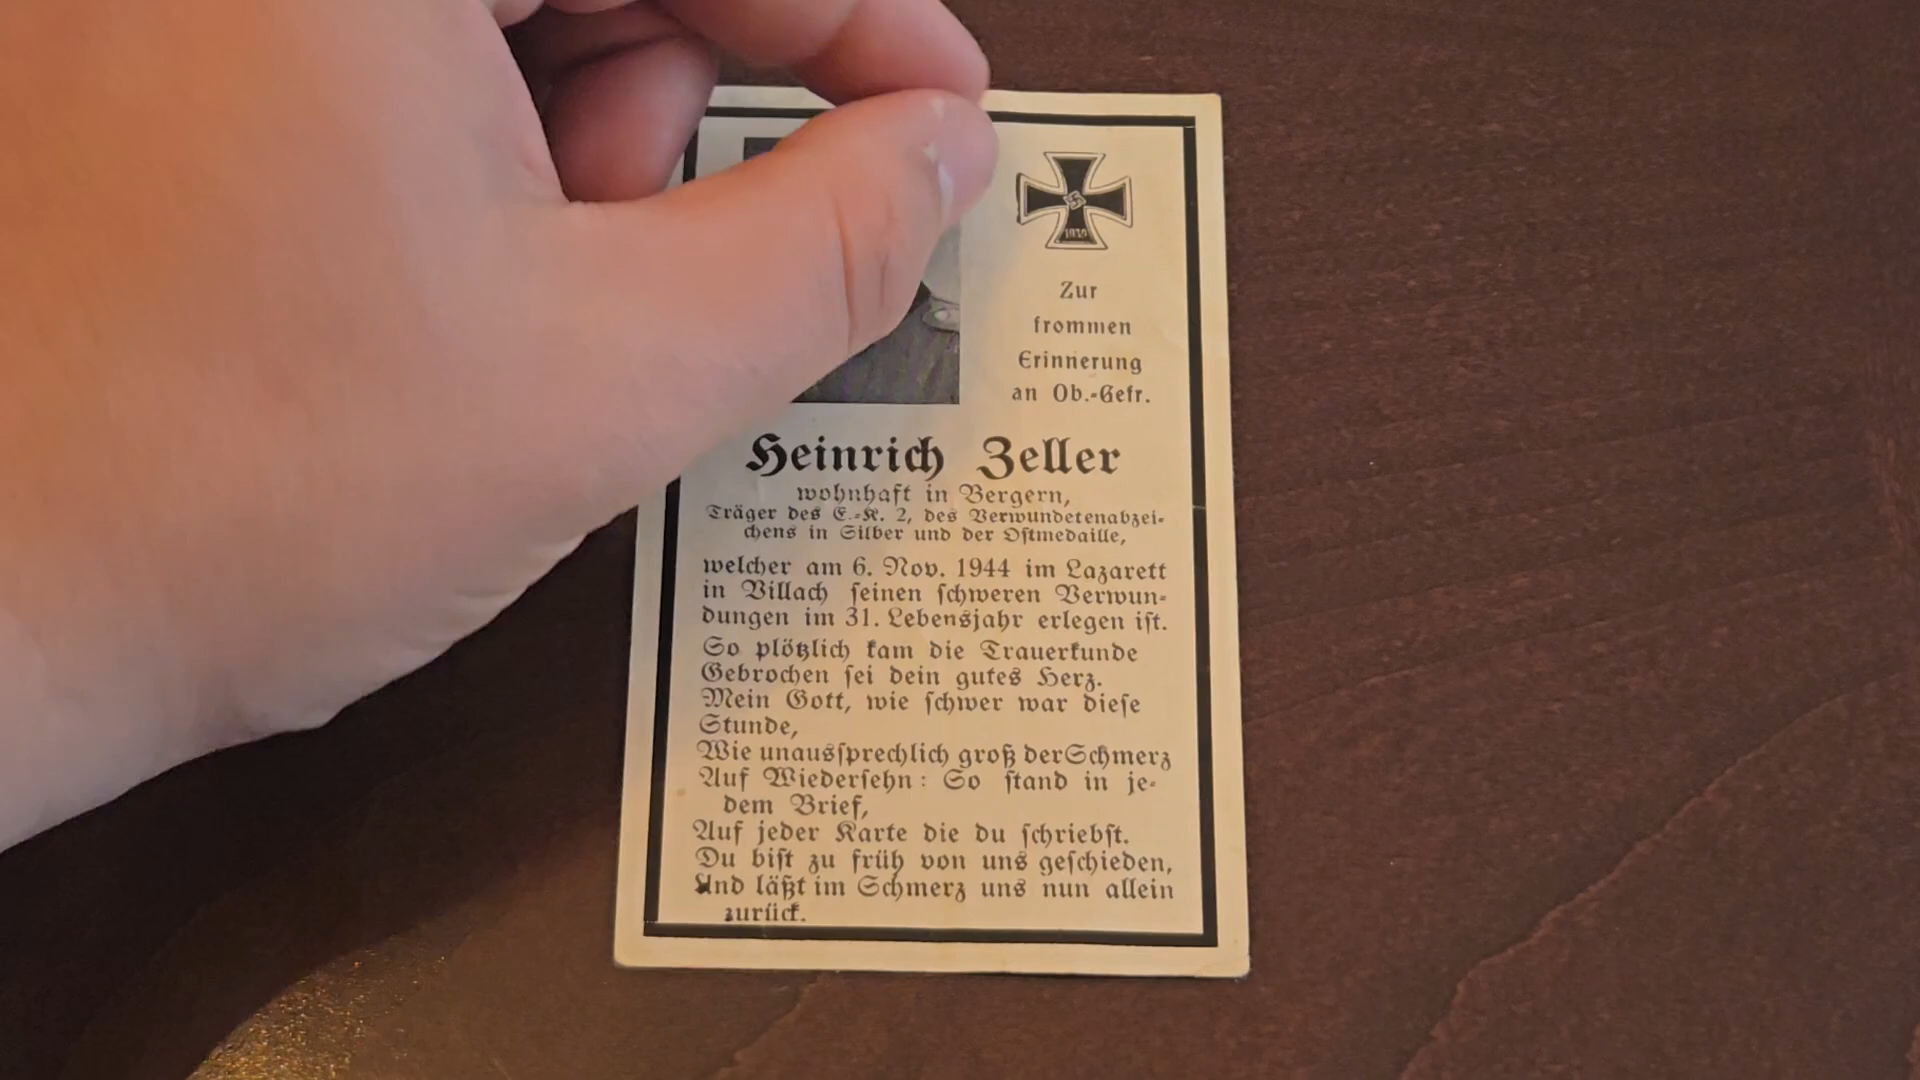 1939
Zur
frommen
Erinnerung
an Ob.-Gefr.
Heinrich Zeller
wohnhaft in Bergern,
Träger des E.-K. 2, des Verwundetenabzei-
chens in Silber und der Ostmedaille,
welcher am 6. Nov. 1944 im Lazarett
in Villach seinen schweren Verwun-
dungen im 31. Lebensjahr erlegen ist.
So plötzlich kam die Trauerkunde
Gebrochen sei dein gutes Herz.
Mein Gott, wie schwer war diese
Stunde,
Wie unaussprechlich groß der Schmerz
Auf Wiedersehn: So stand in je-
dem Brief,
Auf jeder Karte die du schriebst.
Du bist zu früh von uns geschieden,
Und läßt im Schmerz uns nun allein
zurück.